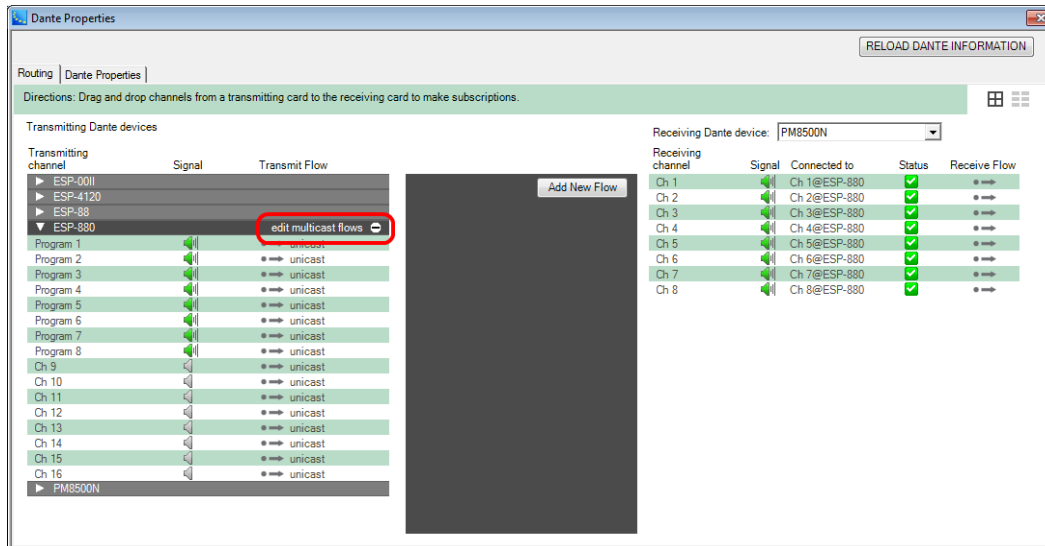 Dante Properties
RELOAD DANTE INFORMATION
Routing Dante Properties
Directions: Drag and drop channels from a transmitting card to the receiving card to make subscriptions.
Transmitting Dante devices
Receiving Dante device: PM8500N
Transmitting
channel Signal Transmit Flow
Receiving
channel Signal Connected to Status Receive Flow
Add New Flow
ESP-00II
ESP-4120
ESP-88
ESP-880 edit multicast flows
Program 1 unicast
Program 2 unicast
Program 3 unicast
Program 4 unicast
Program 5 unicast
Program 6 unicast
Program 7 unicast
Program 8 unicast
Ch 9 unicast
Ch 10 unicast
Ch 11 unicast
Ch 12 unicast
Ch 13 unicast
Ch 14 unicast
Ch 15 unicast
Ch 16 unicast
PM8500N
Ch 1 Ch 1@ESP-880
Ch 2 Ch 2@ESP-880
Ch 3 Ch 3@ESP-880
Ch 4 Ch 4@ESP-880
Ch 5 Ch 5@ESP-880
Ch 6 Ch 6@ESP-880
Ch 7 Ch 7@ESP-880
Ch 8 Ch 8@ESP-880